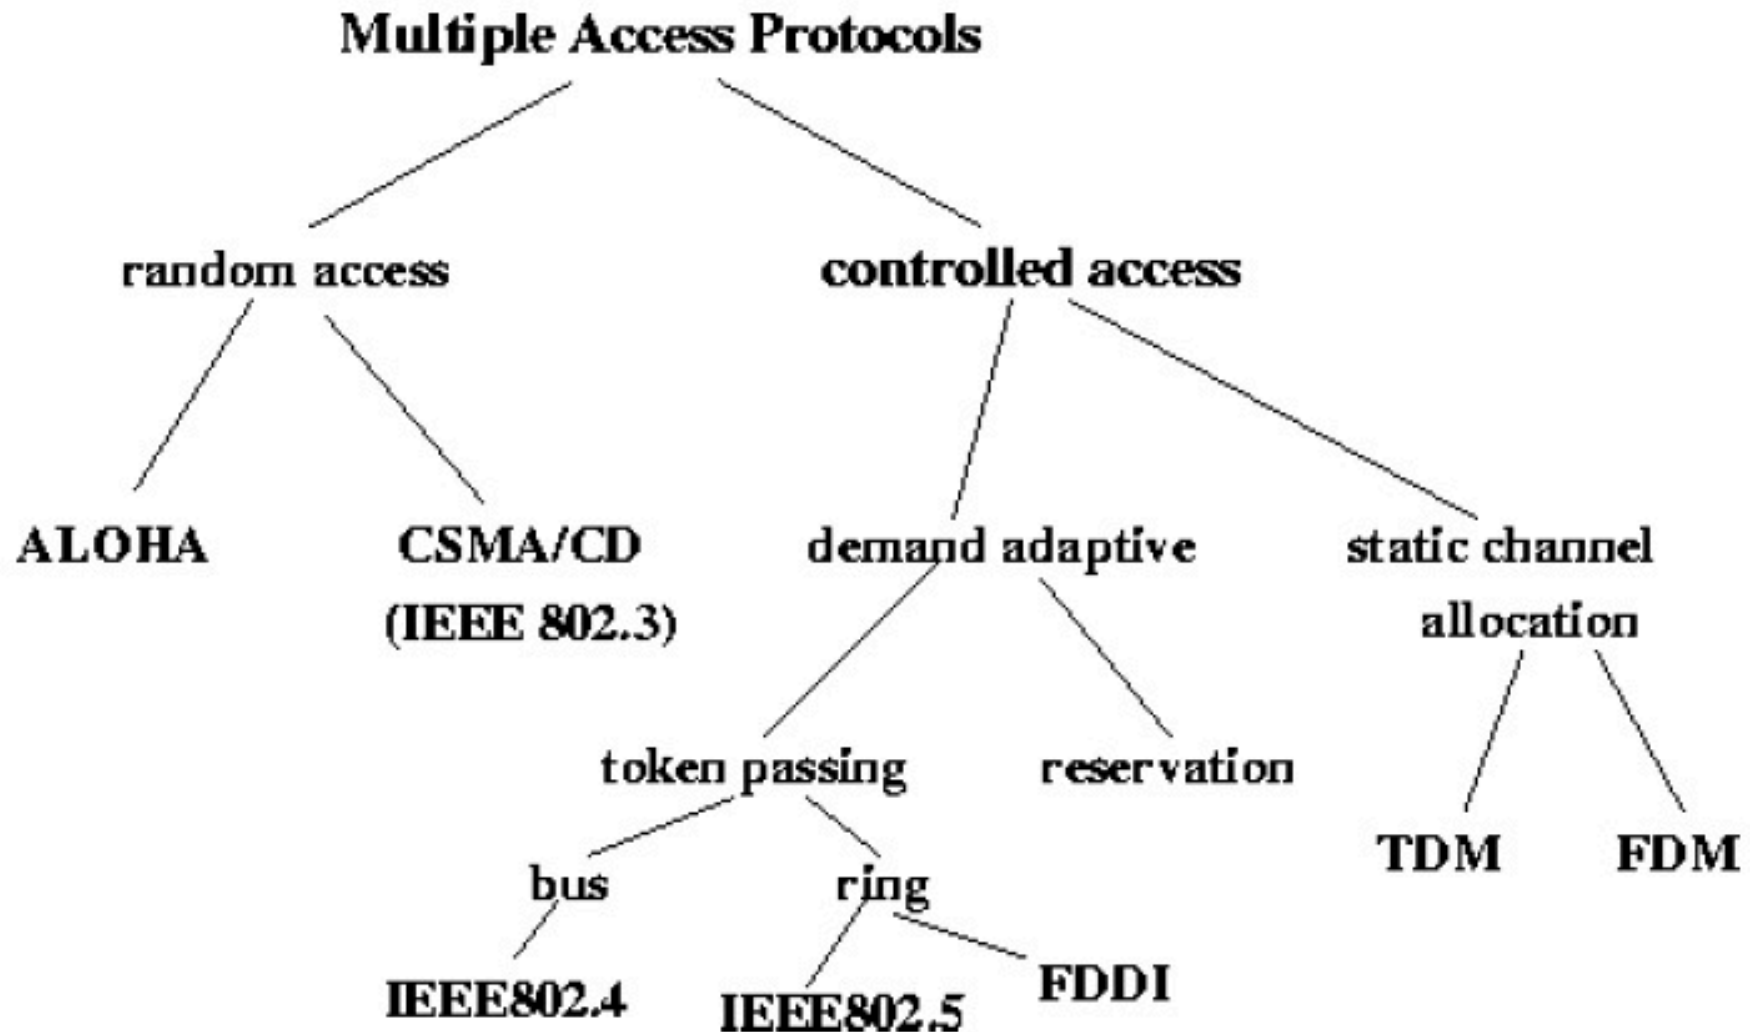 Multiple Access Protocols
random access
controlled access
ALOHA
CSMA/CD
(IEEE 802.3)
demand adaptive
static channel
allocation
token passing
reservation
TDM
FDM
bus
ring
IEEE802.4
IEEE802.5
FDDI